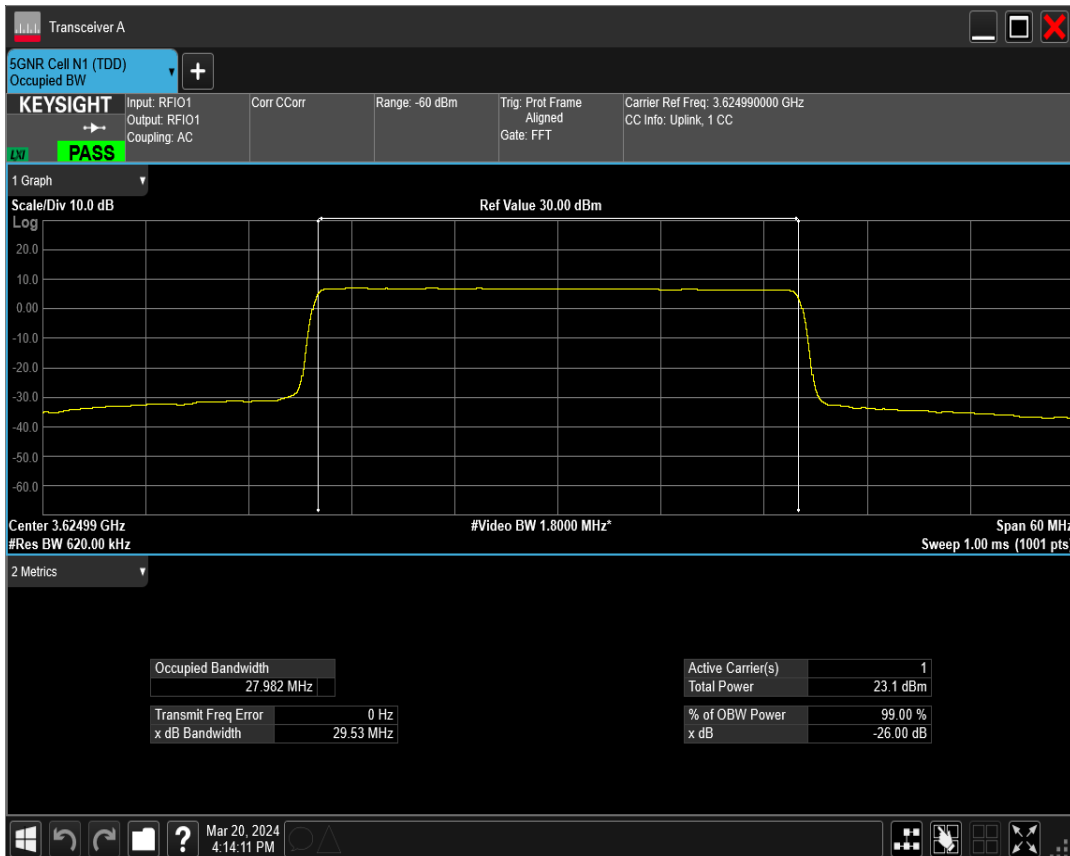 Transceiver A
5GNR Cell N1 (TDD)
Occupied BW
+
KEYSIGHT
LXI
PASS
Input: RFIO1
Output: RFIO1
Coupling: AC
Corr CCorr
Range: -60 dBm
Trig: Prot Frame
Aligned
Gate: FFT
Carrier Ref Freq: 3.624990000 GHz
CC Info: Uplink, 1 CC
1 Graph
Scale/Div 10.0 dB
Ref Value 30.00 dBm
Log
20.0
10.0
0.00
-10.0
-20.0
-30.0
-40.0
-50.0
-60.0
Center 3.62499 GHz
#Video BW 1.8000 MHz*
Span 60 MHz
#Res BW 620.00 kHz
Sweep 1.00 ms (1001 pts)
2 Metrics
Occupied Bandwidth
27.982 MHz
Transmit Freq Error 0 Hz
x dB Bandwidth 29.53 MHz
Active Carrier(s) 1
Total Power 23.1 dBm
% of OBW Power 99.00 %
x dB -26.00 dB
?
Mar 20, 2024
4:14:11 PM